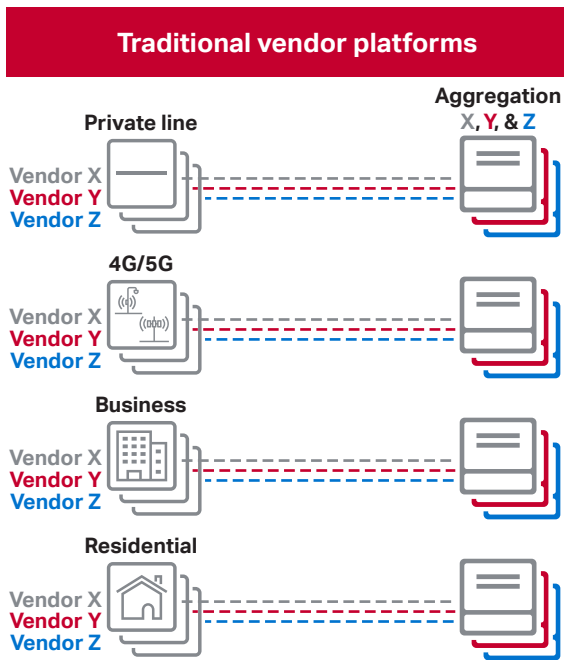 Traditional vendor platforms
Aggregation
X, Y, & Z
Private line
Vendor X
Vendor Y
Vendor Z
4G/5G
Vendor X
Vendor Y
Vendor Z
Business
Vendor X
Vendor Y
Vendor Z
Residential
Vendor X
Vendor Y
Vendor Z